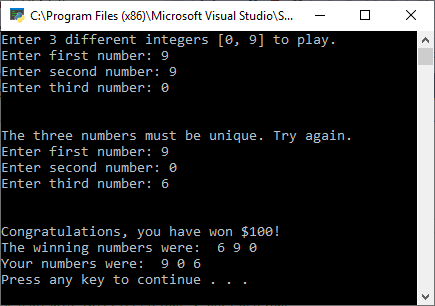 C:\Program Files (x86)\Microsoft Visual Studio\S...
Enter 3 different integers [0, 9] to play.
Enter first number: 9
Enter second number: 9
Enter third number: 0
The three numbers must be unique. Try again.
Enter first number: 9
Enter second number: 0
Enter third number: 6
Congratulations, you have won $100!
The winning numbers were:  6 9 0
Your numbers were:  9 0 6
Press any key to continue . . .